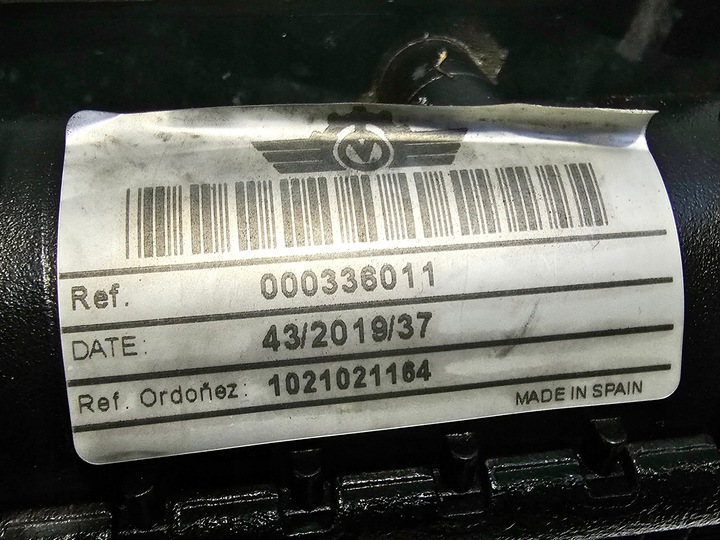 Ref. 000336011
DATE: 43/2019/37
Ref. Ordoñez: 1021021164
MADE IN SPAIN